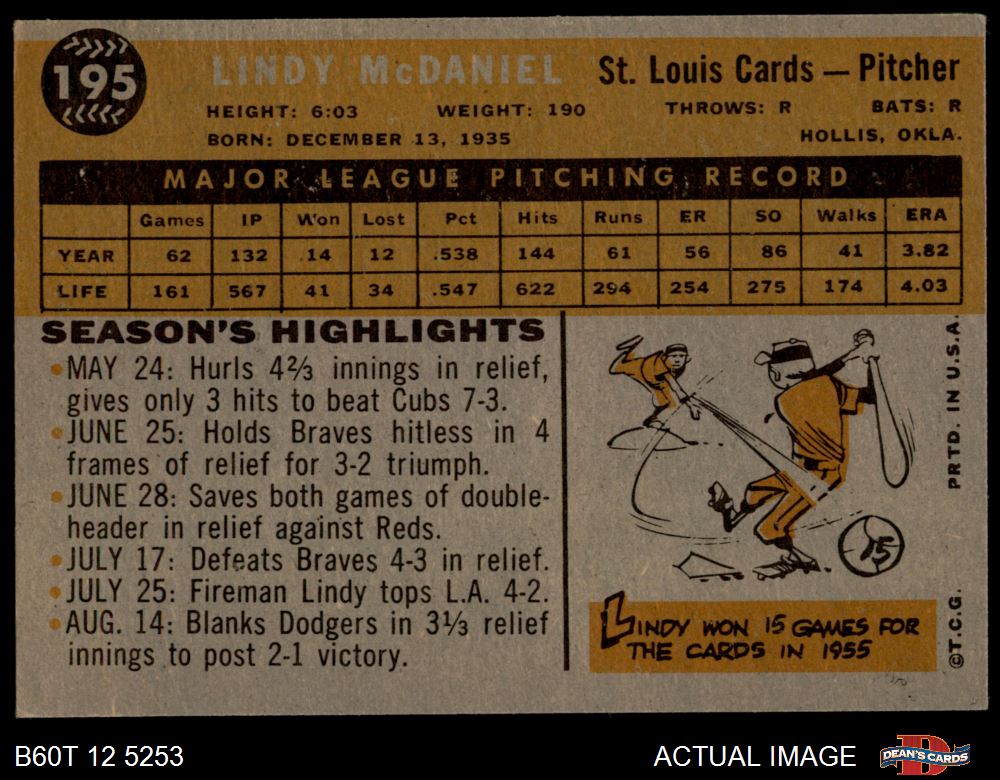 195
LINDY McDANIEL St. Louis Cards — Pitcher
HEIGHT: 6:03 WEIGHT: 190 THROWS: R BATS: R
BORN: DECEMBER 13, 1935 HOLLIS, OKLA.
MAJOR LEAGUE PITCHING RECORD
Games IP Won Lost Pct Hits Runs ER SO Walks ERA
YEAR 62 132 14 12 .538 144 61 56 86 41 3.82
LIFE 161 567 41 34 .547 622 294 254 275 174 4.03
SEASON'S HIGHLIGHTS
•MAY 24: Hurls 4⅔ innings in relief,
gives only 3 hits to beat Cubs 7-3.
•JUNE 25: Holds Braves hitless in 4
frames of relief for 3-2 triumph.
•JUNE 28: Saves both games of double-
header in relief against Reds.
•JULY 17: Defeats Braves 4-3 in relief.
•JULY 25: Fireman Lindy tops L.A. 4-2.
•AUG. 14: Blanks Dodgers in 3⅓ relief
innings to post 2-1 victory.
15
LINDY WON 15 GAMES FOR
THE CARDS IN 1955
©T.C.G. PRTD. IN U.S.A.
B60T 12 5253 ACTUAL IMAGE DEAN'S CARDS